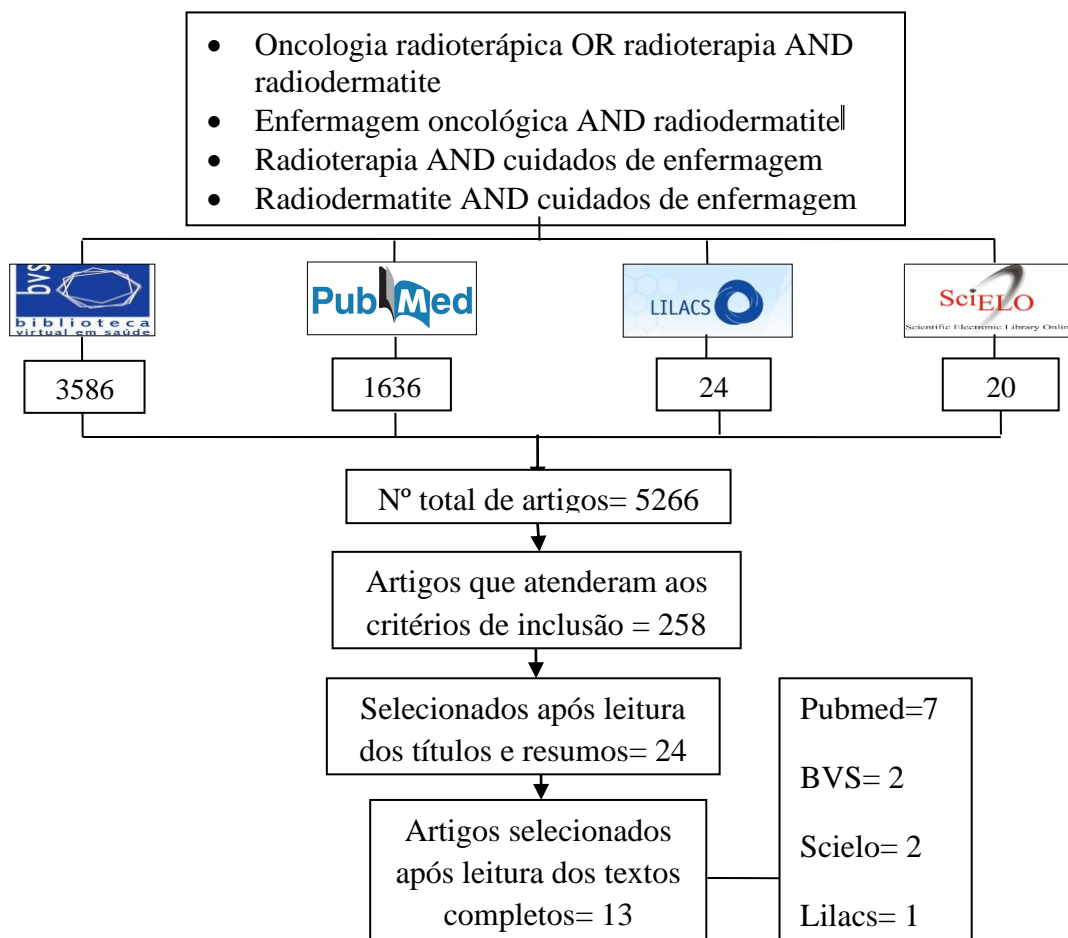 • Oncologia radioterápica OR radioterapia AND
radiodermatite
• Enfermagem oncológica AND radiodermatite
• Radioterapia AND cuidados de enfermagem
• Radiodermatite AND cuidados de enfermagem
bvs
biblioteca
virtual em saúde
PubMed
LILACS
SciELO
Scientific Electronic Library Onlin
3586
1636
24
20
Nº total de artigos= 5266
Artigos que atenderam aos
critérios de inclusão = 258
Selecionados após leitura
dos títulos e resumos= 24
Artigos selecionados
após leitura dos textos
completos= 13
Pubmed=7
BVS= 2
Scielo= 2
Lilacs= 1